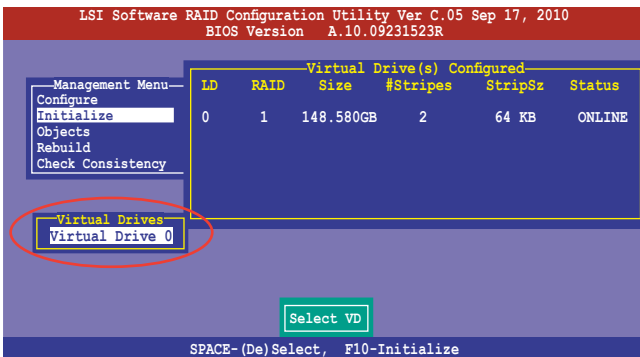 LSI Software RAID Configuration Utility Ver C.05 Sep 17, 2010
BIOS Version A.10.09231523R
Virtual Drive(s) Configured
LD RAID Size #Stripes StripSz Status
0 1 148.580GB 2 64 KB ONLINE
Management Menu
Configure
Initialize
Objects
Rebuild
Check Consistency
Virtual Drives
Virtual Drive 0
Select VD
SPACE-(De)Select, F10-Initialize